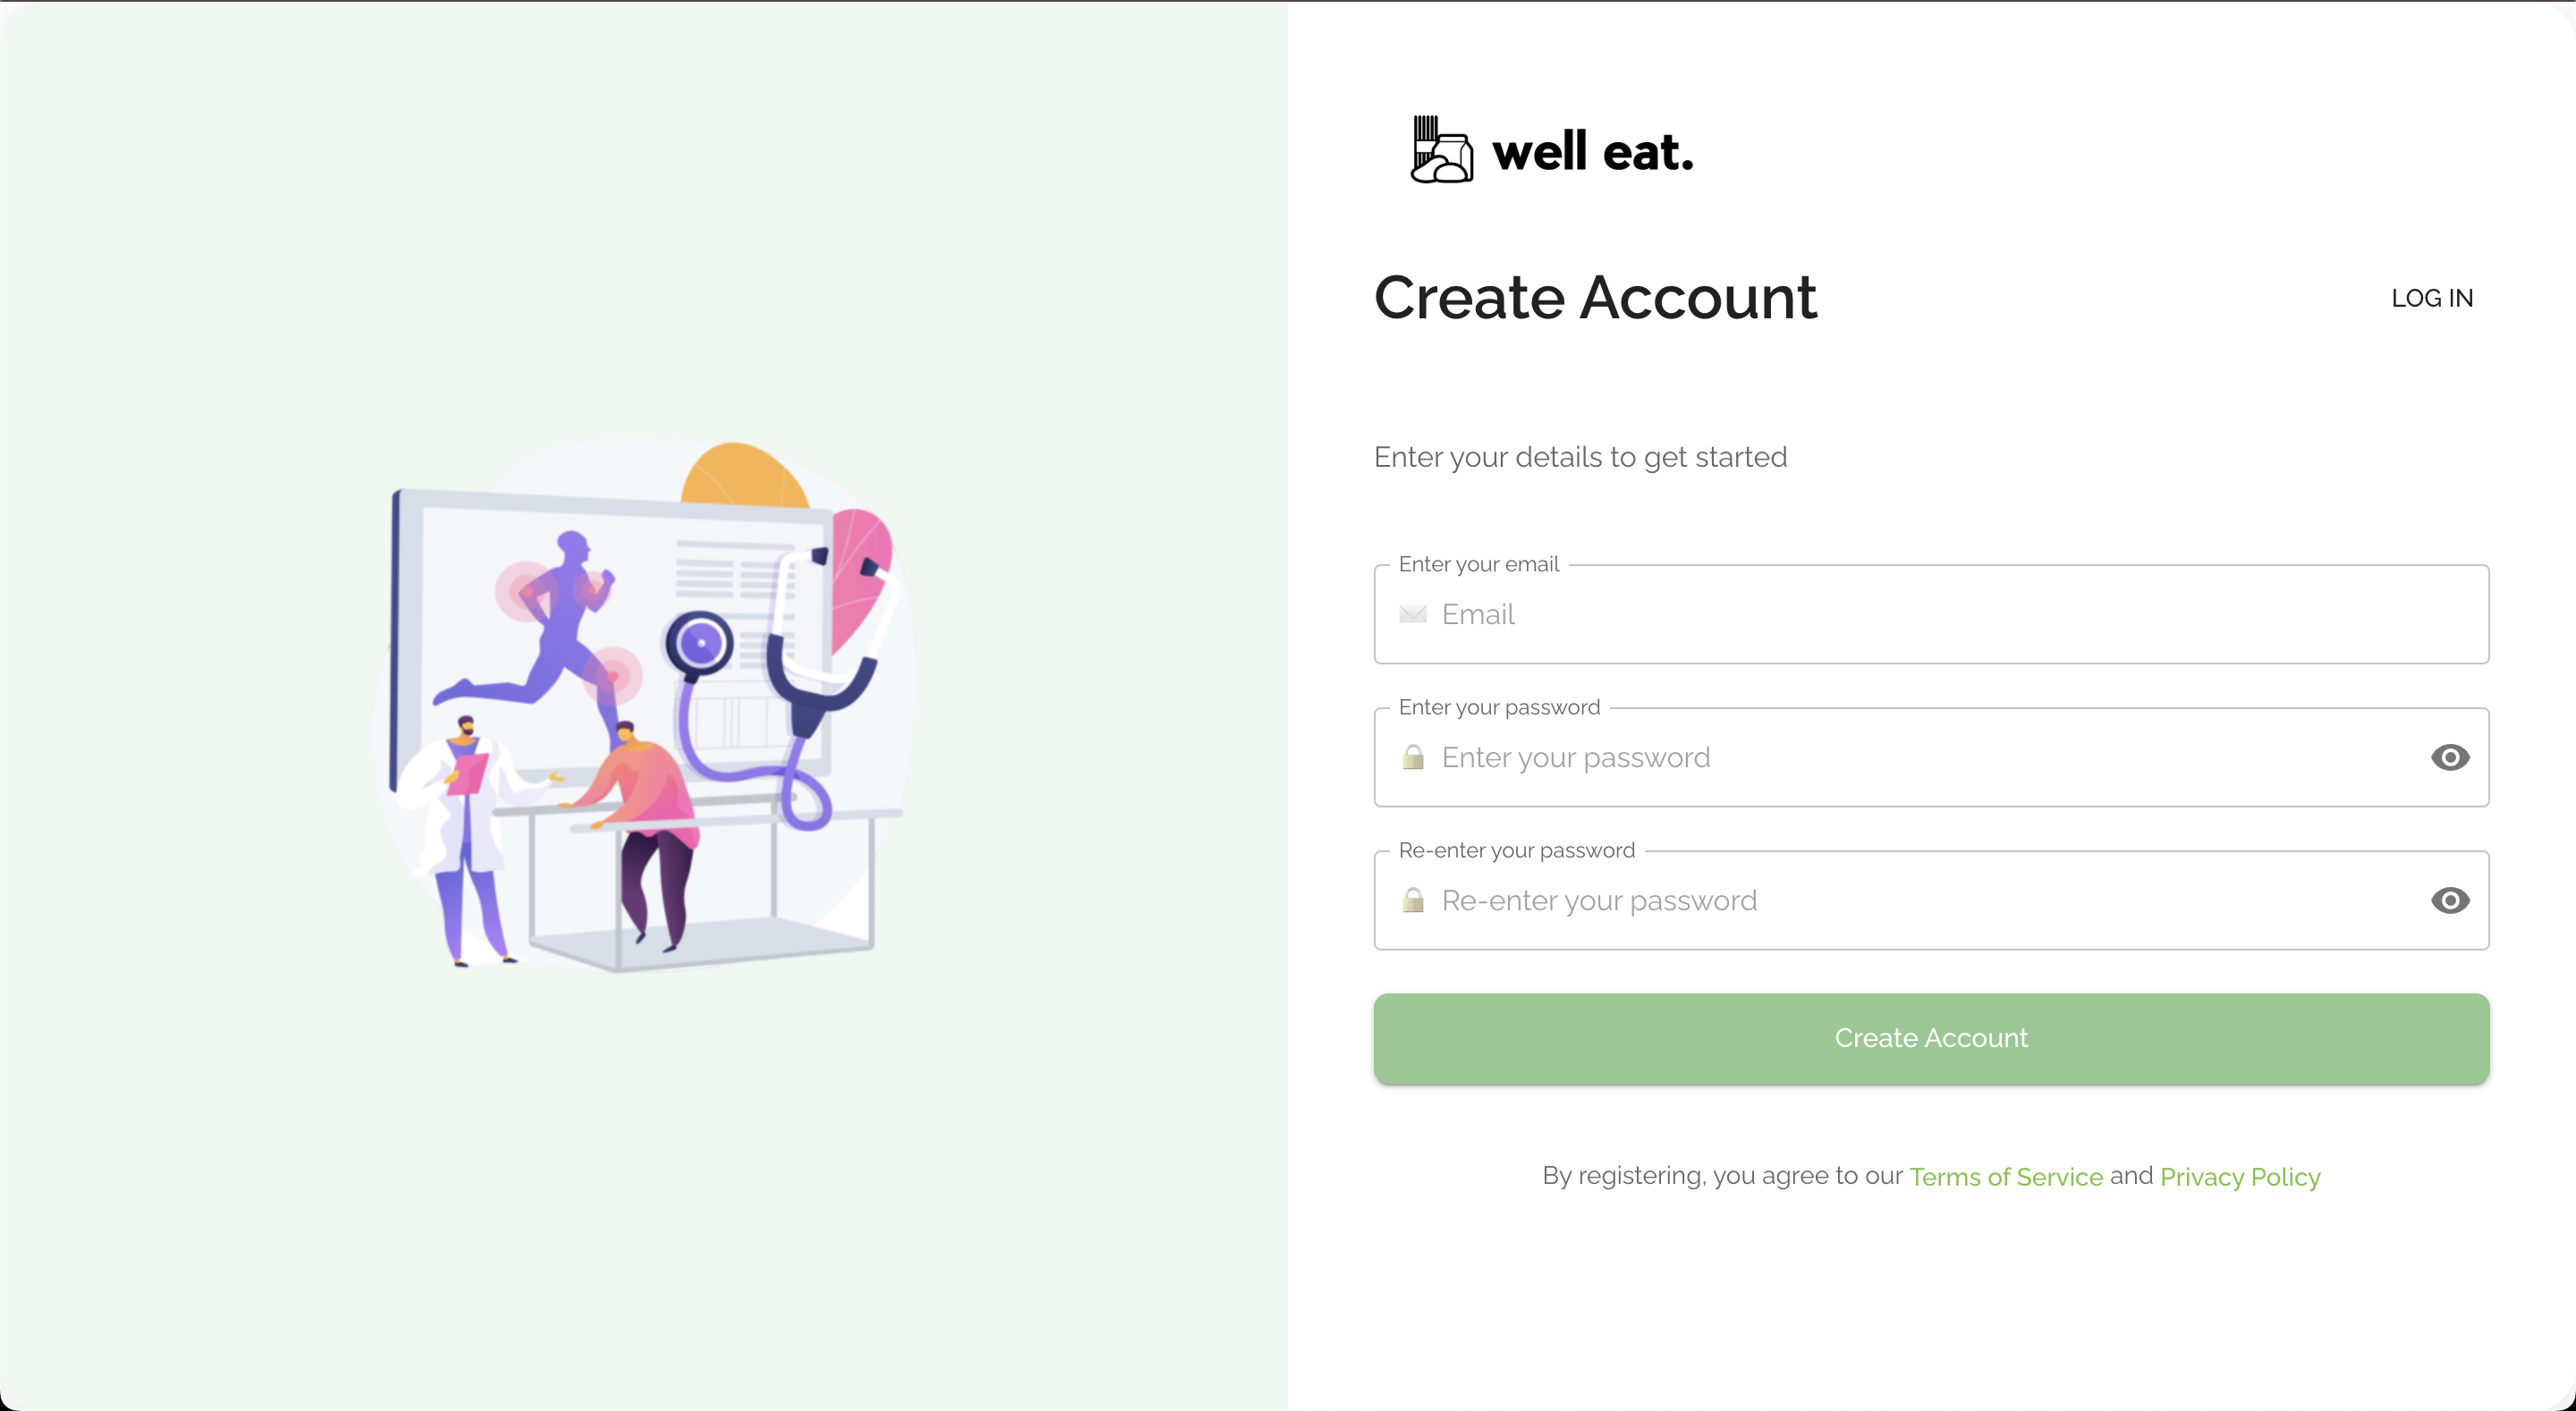 well eat.
Create Account
LOG IN
Enter your details to get started
Enter your email
Email
Enter your password
Enter your password
Re-enter your password
Re-enter your password
Create Account
By registering, you agree to our Terms of Service and Privacy Policy